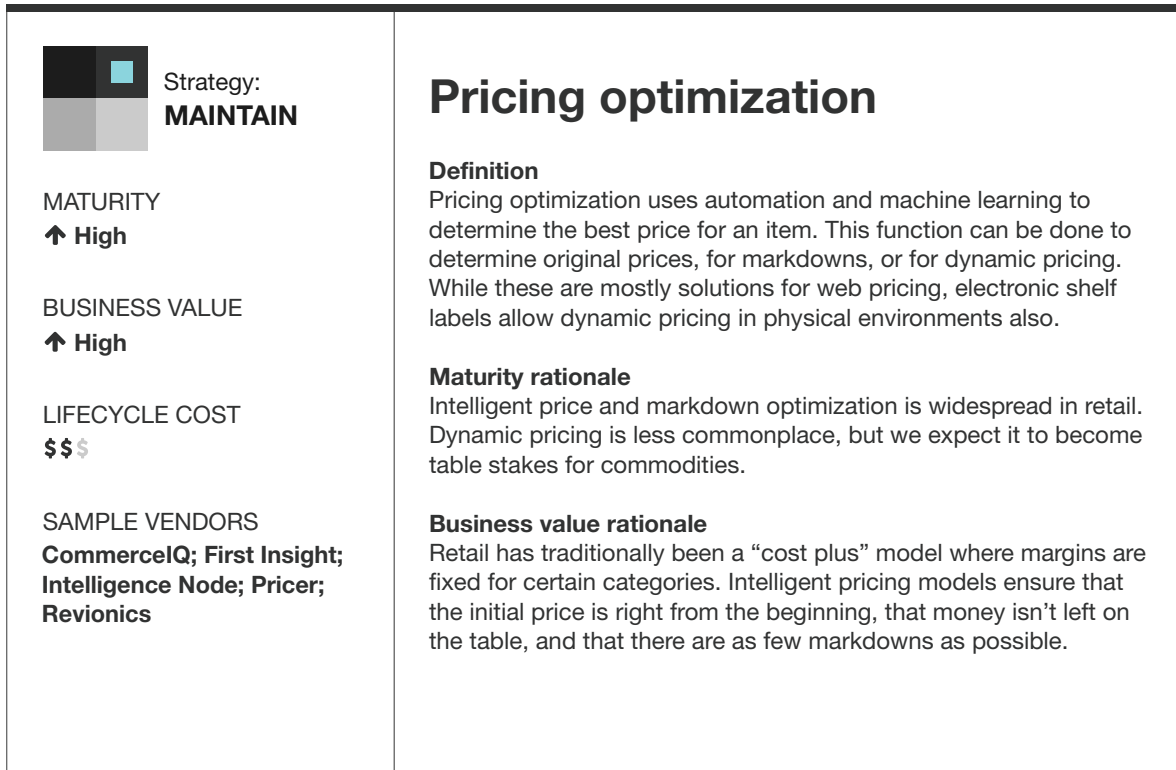 Strategy:
MAINTAIN
MATURITY
↑ High
BUSINESS VALUE
↑ High
LIFECYCLE COST
$$$
SAMPLE VENDORS
CommerceIQ; First Insight;
Intelligence Node; Pricer;
Revionics
Pricing optimization
Definition
Pricing optimization uses automation and machine learning to
determine the best price for an item. This function can be done to
determine original prices, for markdowns, or for dynamic pricing.
While these are mostly solutions for web pricing, electronic shelf
labels allow dynamic pricing in physical environments also.
Maturity rationale
Intelligent price and markdown optimization is widespread in retail.
Dynamic pricing is less commonplace, but we expect it to become
table stakes for commodities.
Business value rationale
Retail has traditionally been a “cost plus” model where margins are
fixed for certain categories. Intelligent pricing models ensure that
the initial price is right from the beginning, that money isn’t left on
the table, and that there are as few markdowns as possible.